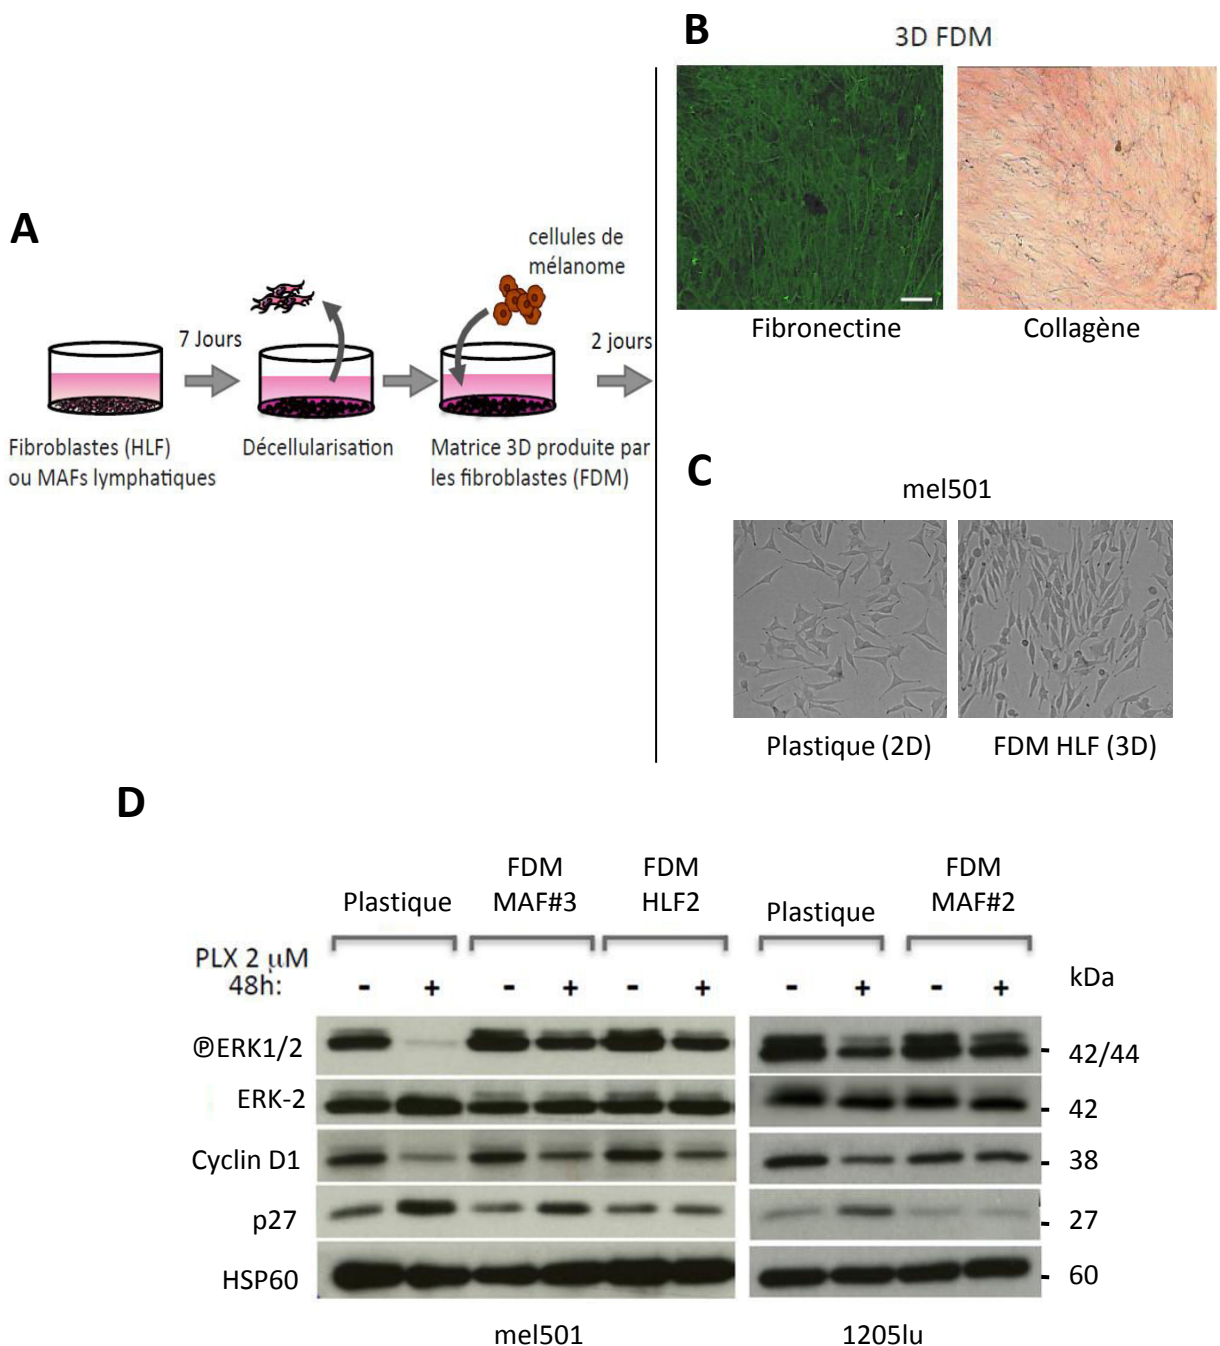 A
cellules de
mélanome
7 Jours
2 jours
Fibroblastes (HLF)
ou MAFs lymphatiques
Décellularisation
Matrice 3D produite par
les fibroblastes (FDM)
B
3D FDM
Fibronectine
Collagène
C
mel501
Plastique (2D)
FDM HLF (3D)
D
Plastique
FDM
MAF#3
FDM
HLF2
Plastique
FDM
MAF#2
PLX 2 µM
48h:
- + - + - + - + - +
kDa
ⓅERK1/2
42/44
ERK-2
42
Cyclin D1
38
p27
27
HSP60
60
mel501
1205lu